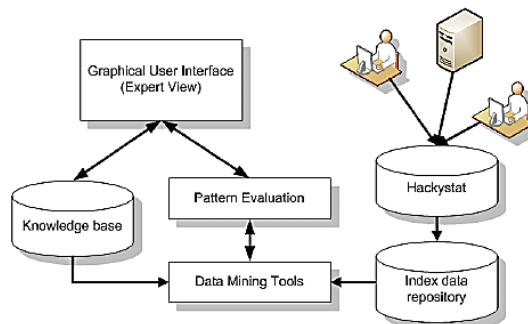 Graphical User Interface
(Expert View)
Hackystat
Knowledge base
Pattern Evaluation
Data Mining Tools
Index data
repository